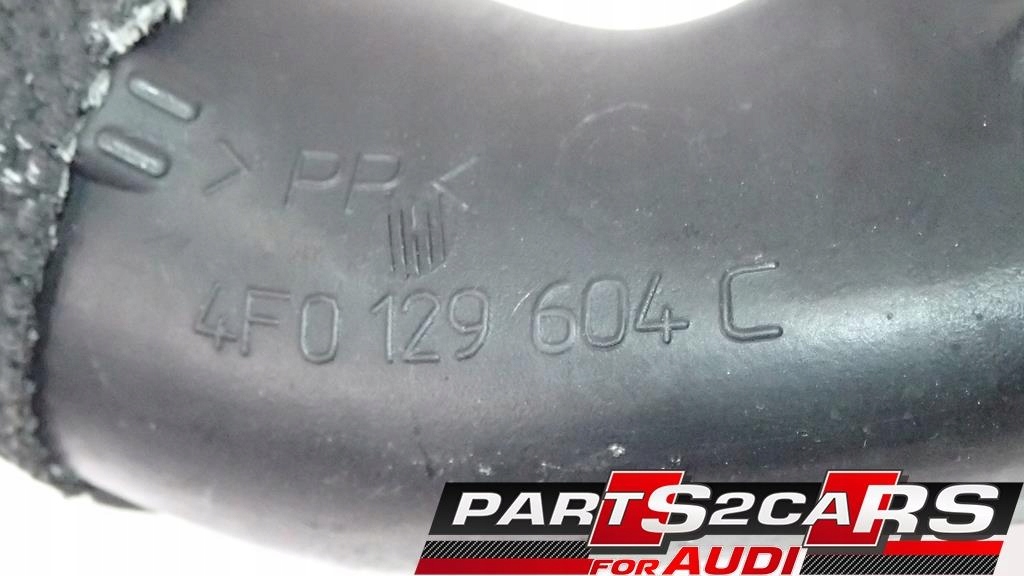 >PP<
4F0 129 604 C
PARTS2CARS
FOR AUDI